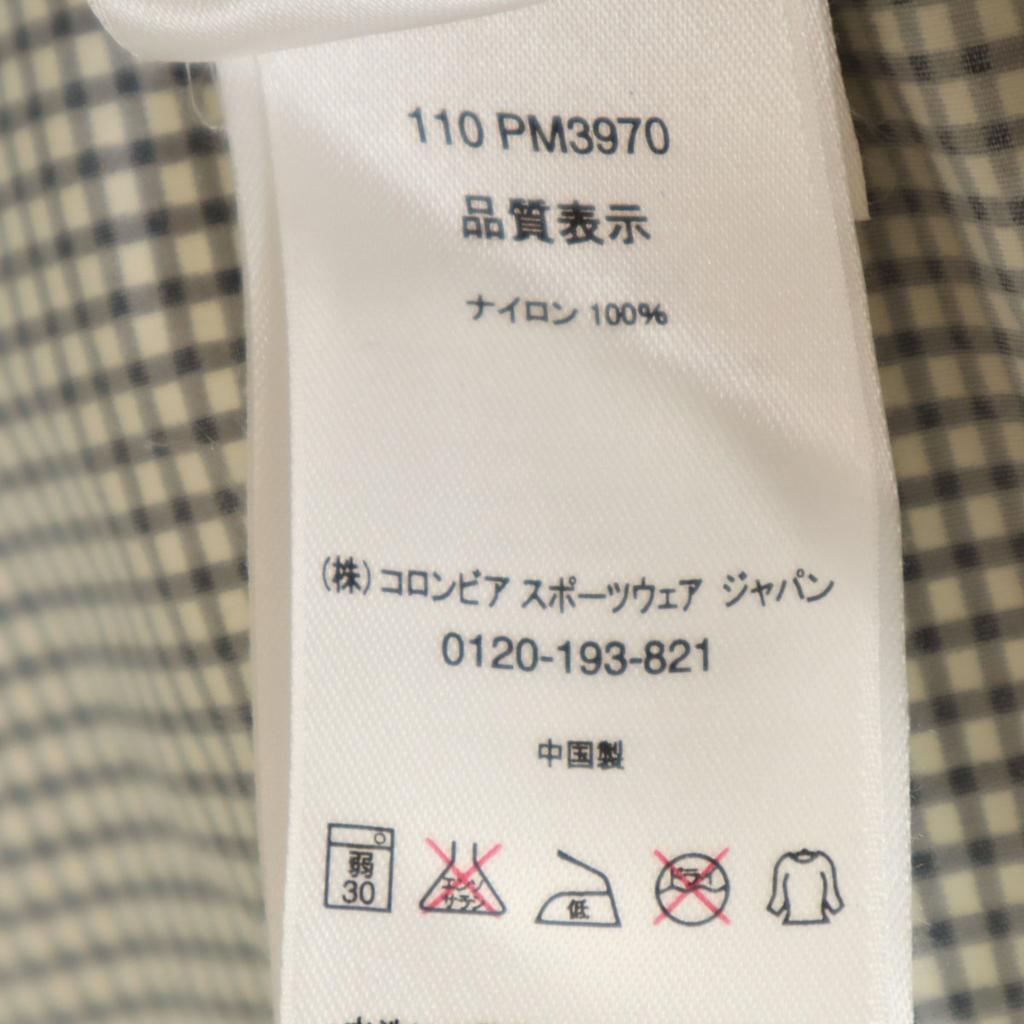 110 PM3970
品質表示
ナイロン 100%
(株) コロンビア スポーツウェア ジャパン
0120-193-821
中国製
弱
30
エンソ
サラシ
低
ドライ